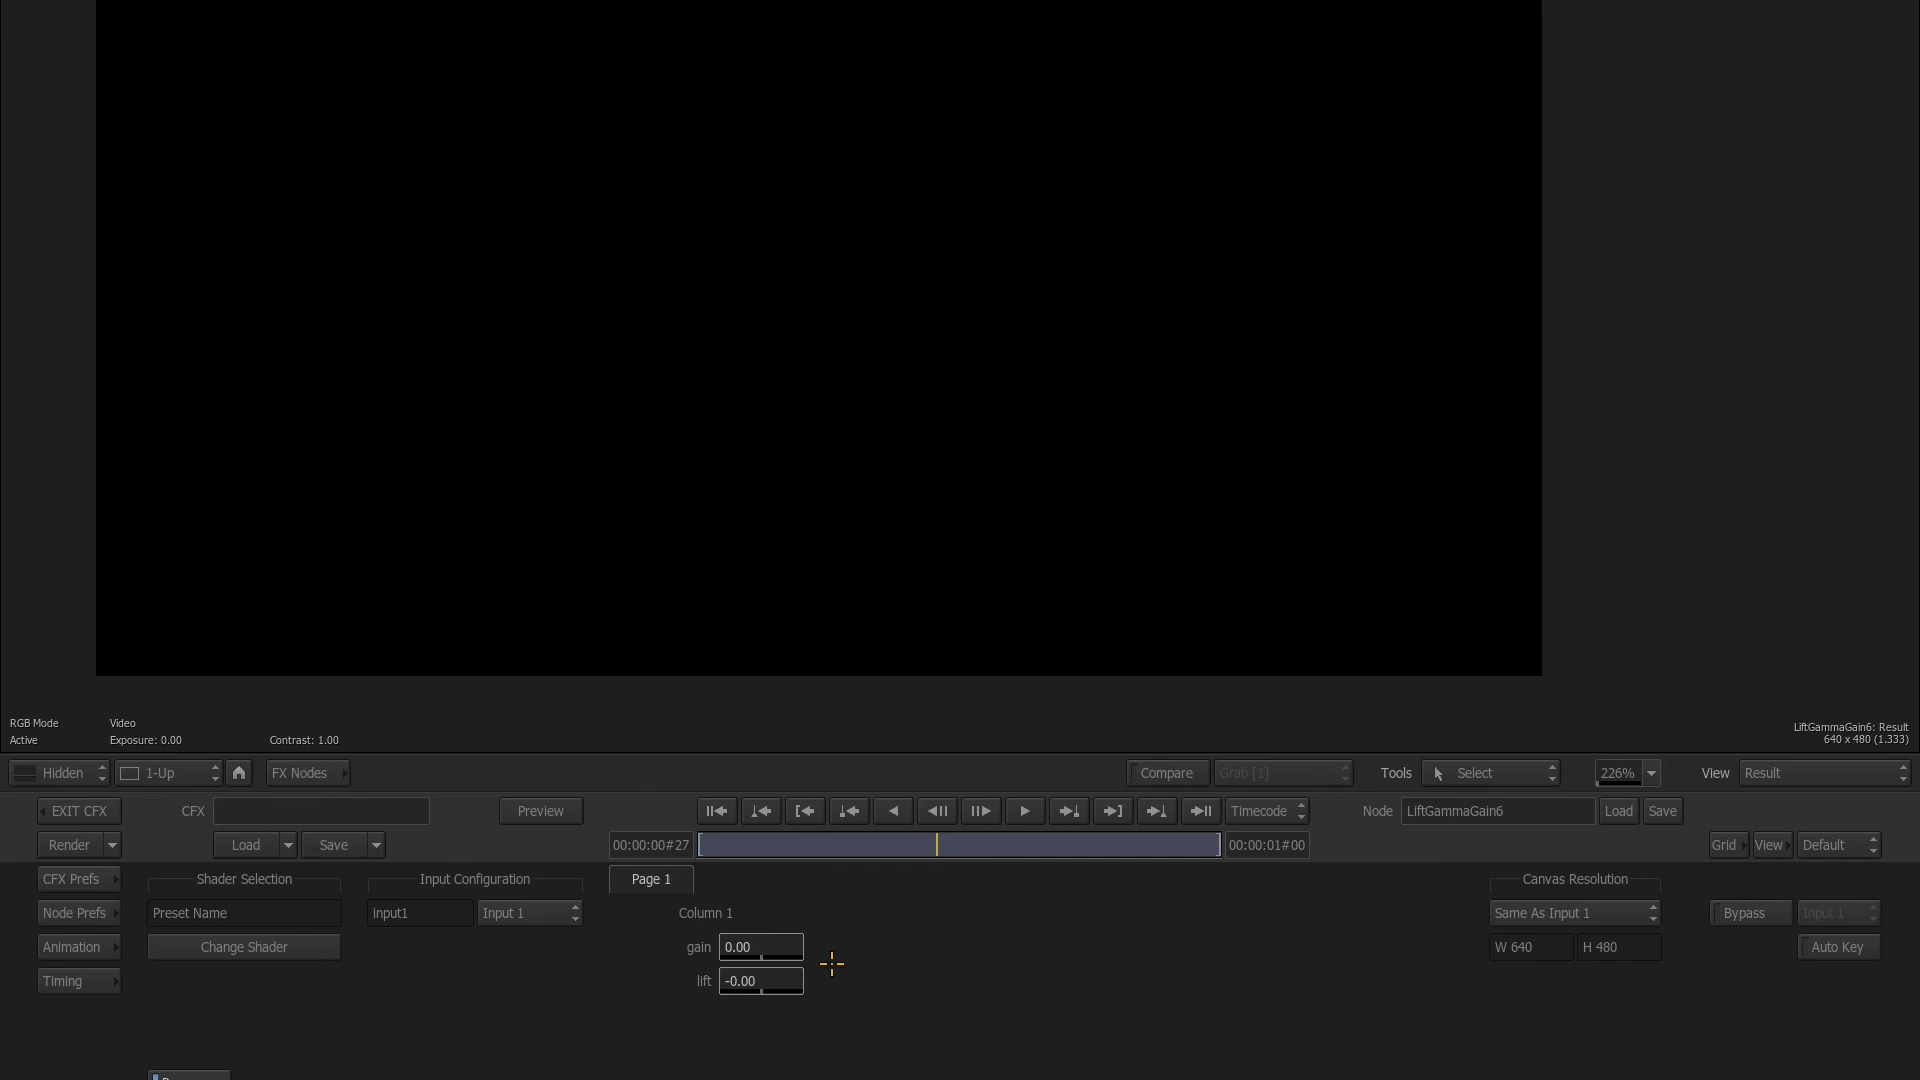 RGB Mode
Video
LiftGammaGain6: Result
Active
Exposure: 0.00
Contrast: 1.00
640 x 480 (1.333)
Hidden
1-Up
FX Nodes
Compare
Grab [1]
Tools
Select
226%
View
Result
EXIT CFX
CFX
Preview
Timecode
Node
LiftGammaGain6
Load
Save
Render
Load
Save
00:00:00#27
00:00:01#00
Grid
View
Default
CFX Prefs
Shader Selection
Input Configuration
Page 1
Canvas Resolution
Node Prefs
Preset Name
input1
Input 1
Column 1
Same As Input 1
Bypass
Input 1
Animation
Change Shader
gain
0.00
W 640
H 480
Auto Key
Timing
lift
-0.00